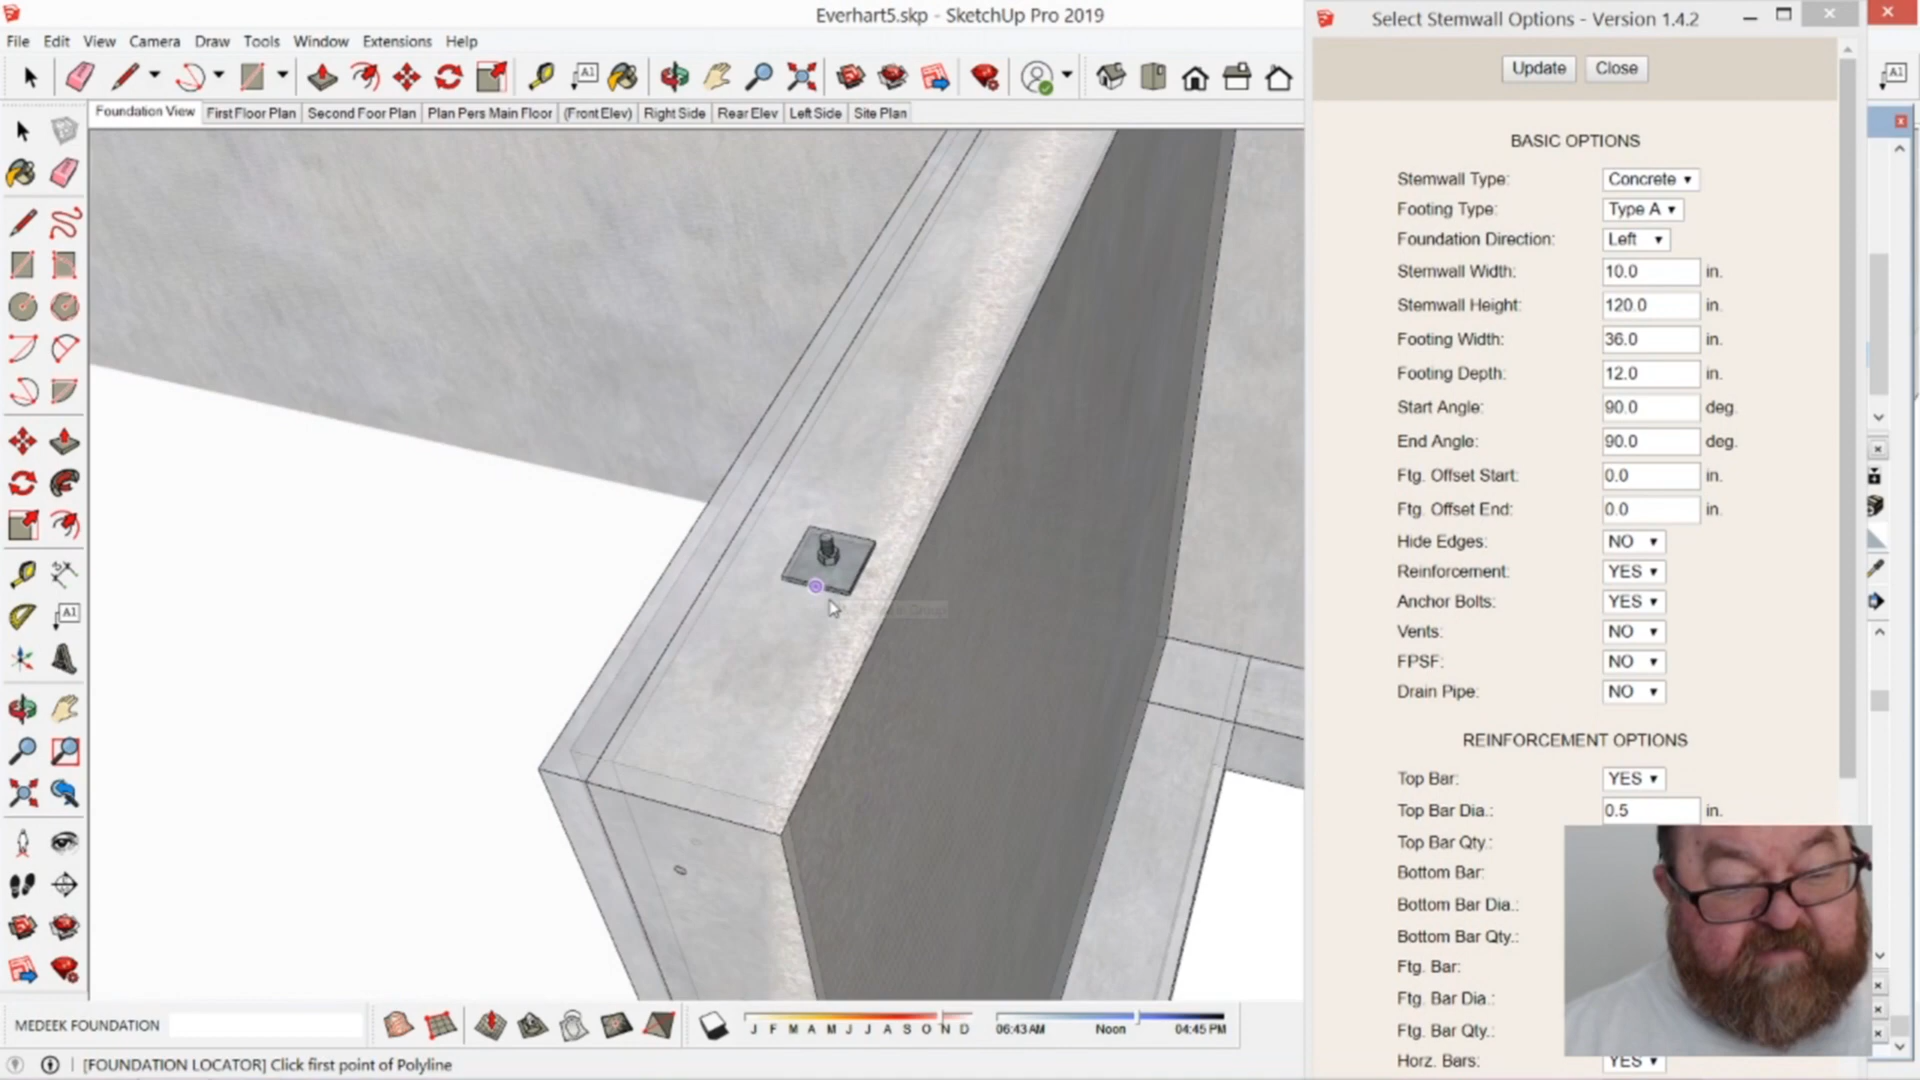 Everhart5.skp - SketchUp Pro 2019
Select Stemwall Options - Version 1.4.2
File Edit View Camera Draw Tools Window Extensions Help
Update Close
Foundation View First Floor Plan Second Foor Plan Plan Pers Main Floor (Front Elev) Right Side Rear Elev Left Side Site Plan
BASIC OPTIONS
Stemwall Type: Concrete
Footing Type: Type A
Foundation Direction: Left
Stemwall Width: 10.0 in.
Stemwall Height: 120.0 in.
Footing Width: 36.0 in.
Footing Depth: 12.0 in.
Start Angle: 90.0 deg.
End Angle: 90.0 deg.
Ftg. Offset Start: 0.0 in.
Ftg. Offset End: 0.0 in.
Hide Edges: NO
Reinforcement: YES
Anchor Bolts: YES
Vents: NO
FPSF: NO
Drain Pipe: NO
REINFORCEMENT OPTIONS
Top Bar: YES
Top Bar Dia.: 0.5 in.
Top Bar Qty.:
Bottom Bar:
Bottom Bar Dia.:
Bottom Bar Qty.:
Ftg. Bar:
Ftg. Bar Dia.:
Ftg. Bar Qty.:
Horz. Bars: YES
A1
A1
A1
Group
MEDEEK FOUNDATION
J F M A M J J A S O N D
06:43 AM Noon 04:45 PM
[FOUNDATION LOCATOR] Click first point of Polyline